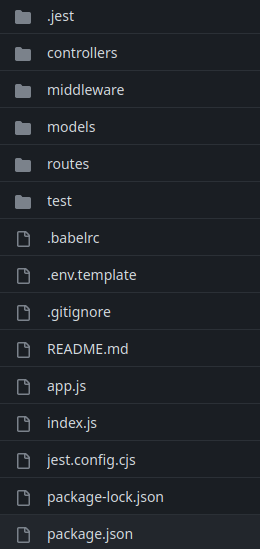 .jest
controllers
middleware
models
routes
test
.babelrc
.env.template
.gitignore
README.md
app.js
index.js
jest.config.cjs
package-lock.json
package.json